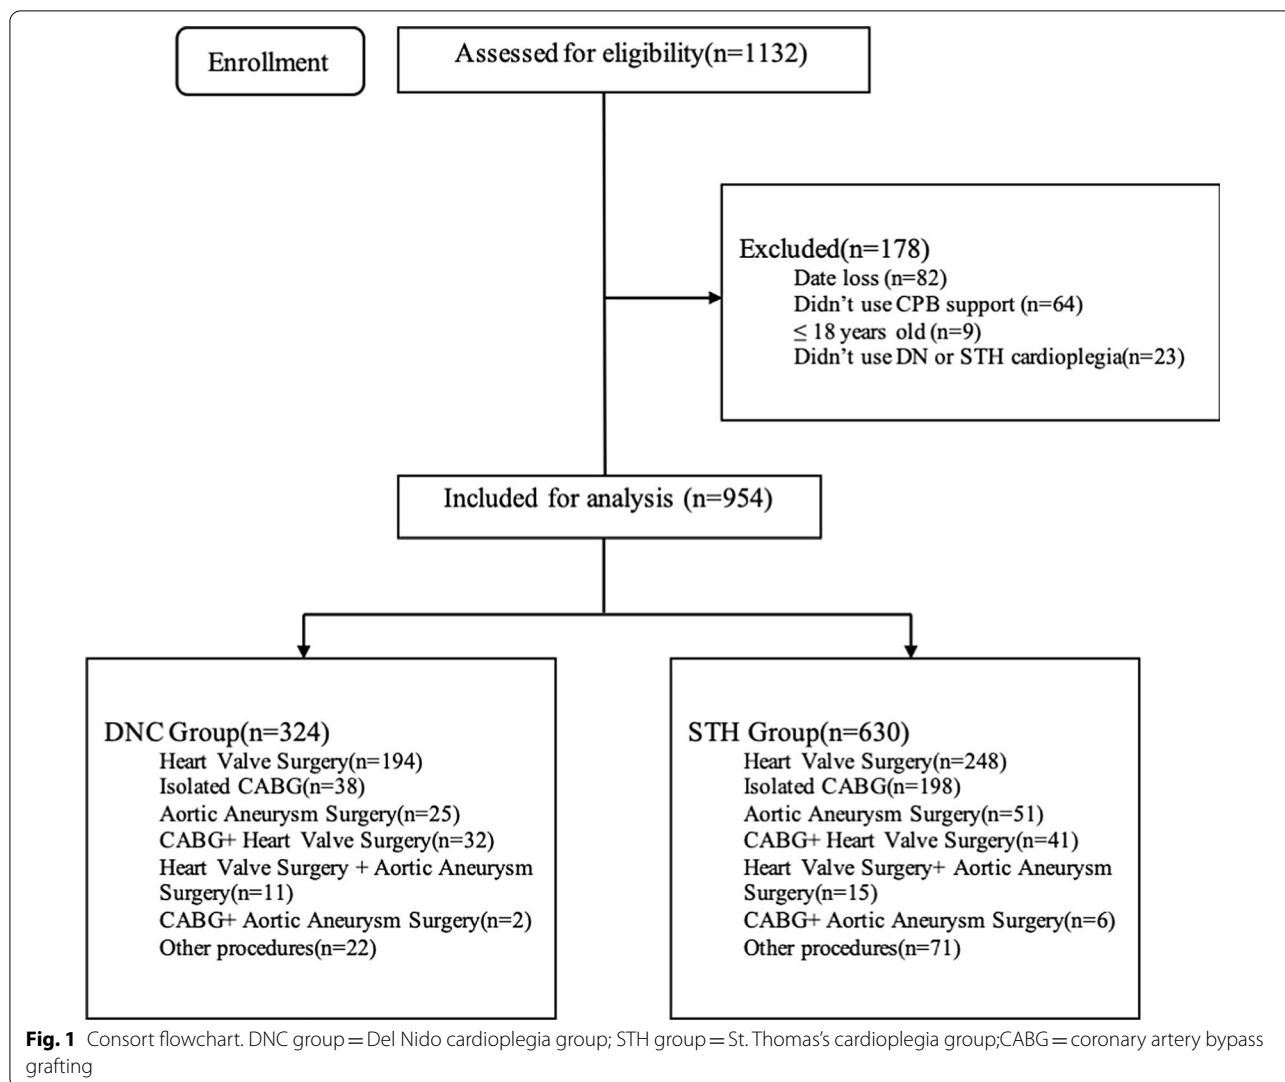 Enrollment
Assessed for eligibility(n=1132)
Excluded(n=178)
Date loss (n=82)
Didn't use CPB support (n=64)
≤ 18 years old (n=9)
Didn't use DN or STH cardioplegia(n=23)
Included for analysis (n=954)
DNC Group(n=324)
Heart Valve Surgery(n=194)
Isolated CABG(n=38)
Aortic Aneurysm Surgery(n=25)
CABG+ Heart Valve Surgery(n=32)
Heart Valve Surgery + Aortic Aneurysm
Surgery(n=11)
CABG+ Aortic Aneurysm Surgery(n=2)
Other procedures(n=22)
STH Group(n=630)
Heart Valve Surgery(n=248)
Isolated CABG(n=198)
Aortic Aneurysm Surgery(n=51)
CABG+ Heart Valve Surgery(n=41)
Heart Valve Surgery+ Aortic Aneurysm
Surgery(n=15)
CABG+ Aortic Aneurysm Surgery(n=6)
Other procedures(n=71)
Fig. 1 Consort flowchart. DNC group = Del Nido cardioplegia group; STH group = St. Thomas's cardioplegia group;CABG = coronary artery bypass
grafting